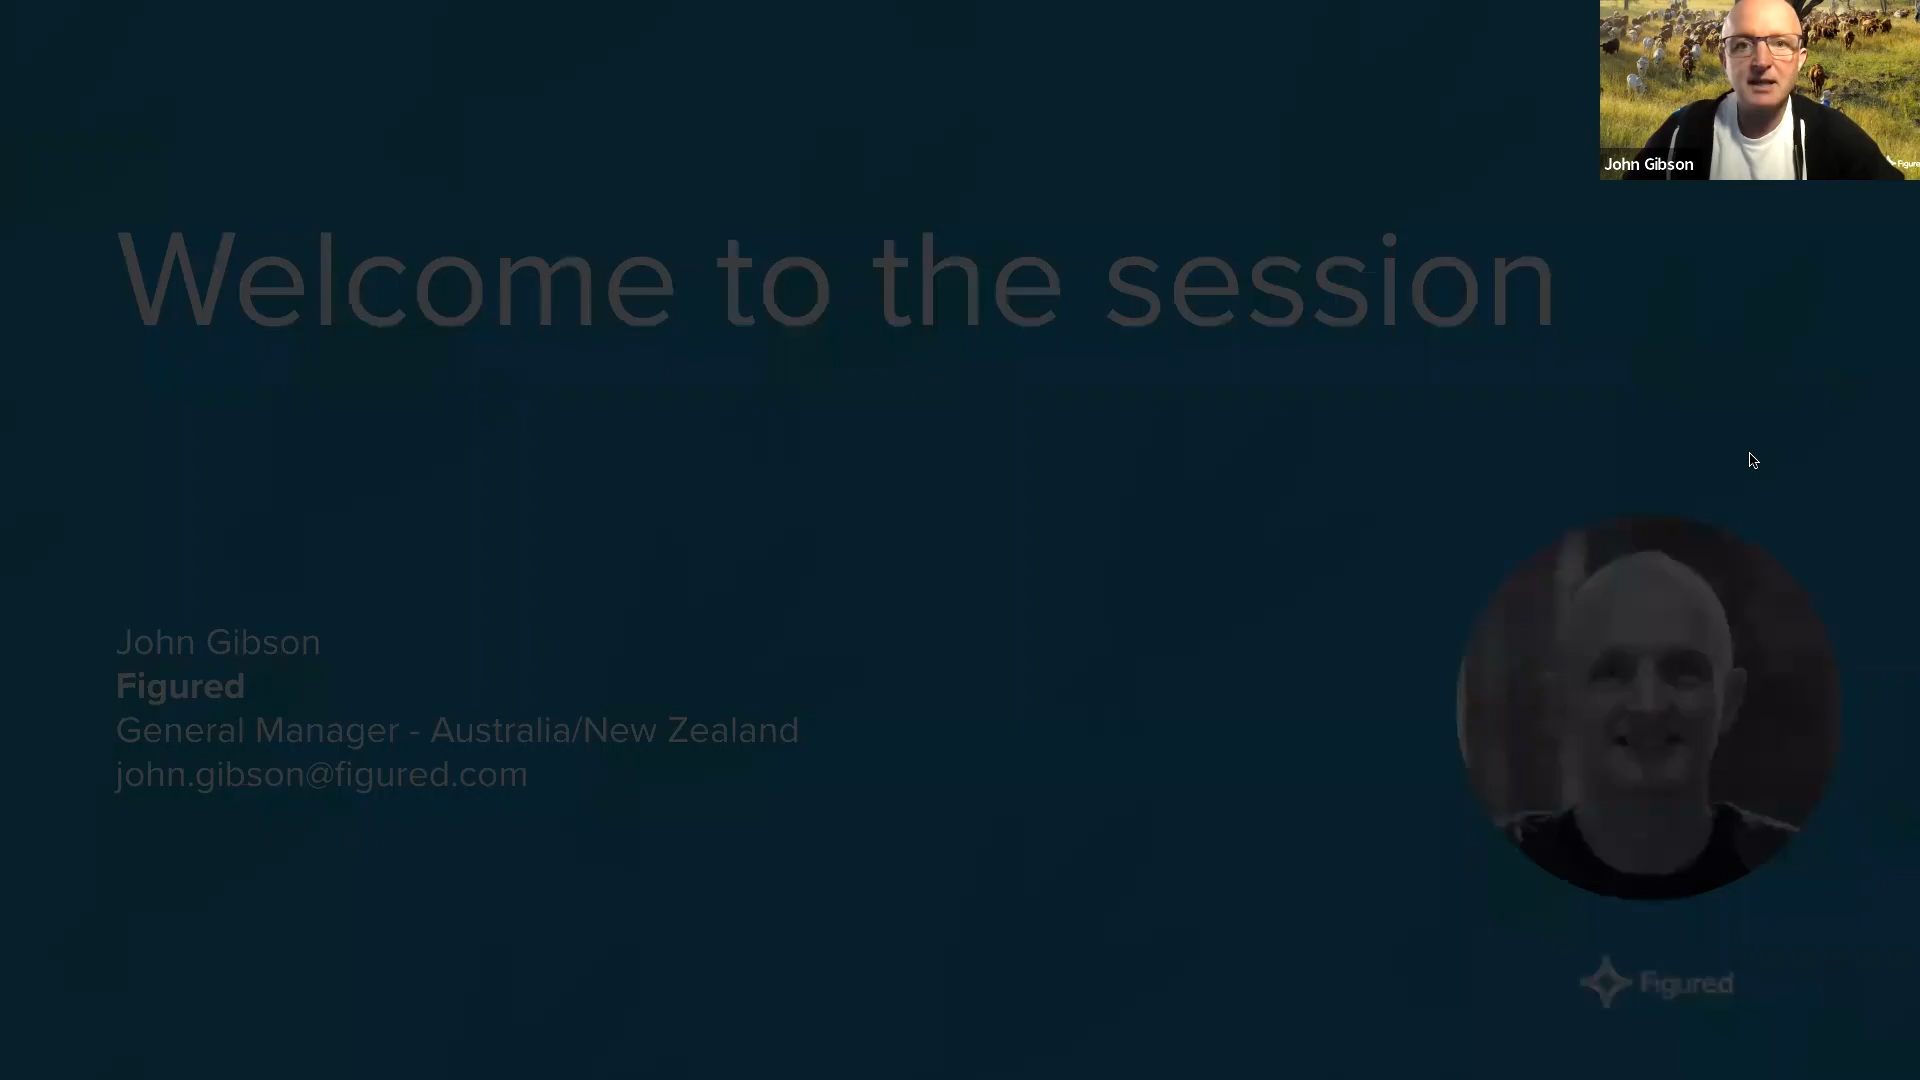 John Gibson
Figure
Welcome to the session
John Gibson
Figured
General Manager - Australia/New Zealand
john.gibson@figured.com
Figured